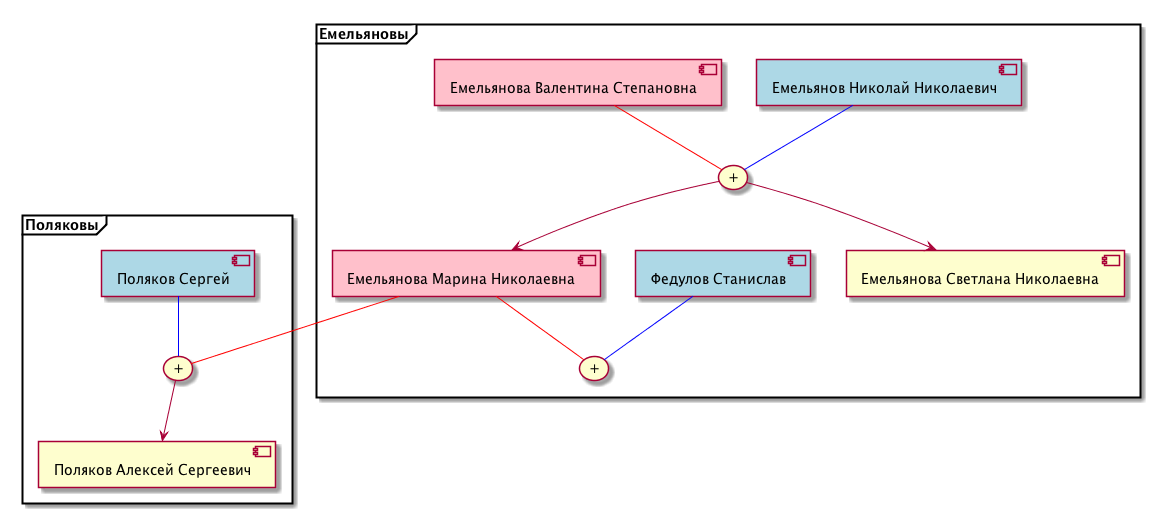 Емельяновы
Емельянова Валентина Степановна
Емельянов Николай Николаевич
+
Поляковы
Поляков Сергей
Емельянова Марина Николаевна
Федулов Станислав
Емельянова Светлана Николаевна
+
+
Поляков Алексей Сергеевич